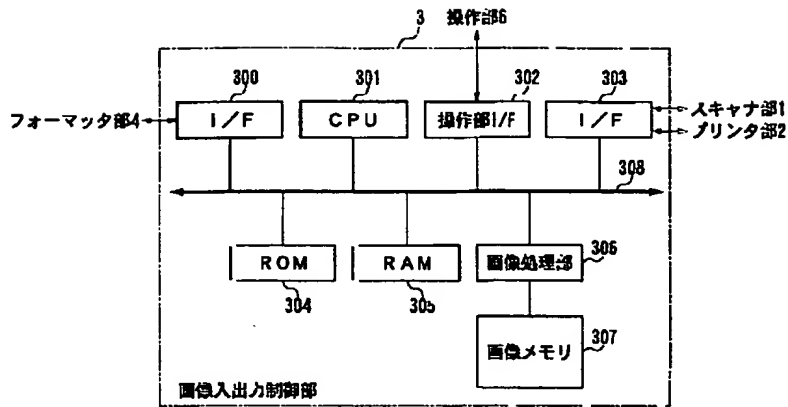 3
操作部6
300
301
302
303
I/F
CPU
操作部I/F
I/F
フォーマッタ部4
スキャナ部1
プリンタ部2
308
ROM
RAM
画像処理部
306
304
305
画像メモリ
307
画像入出力制御部